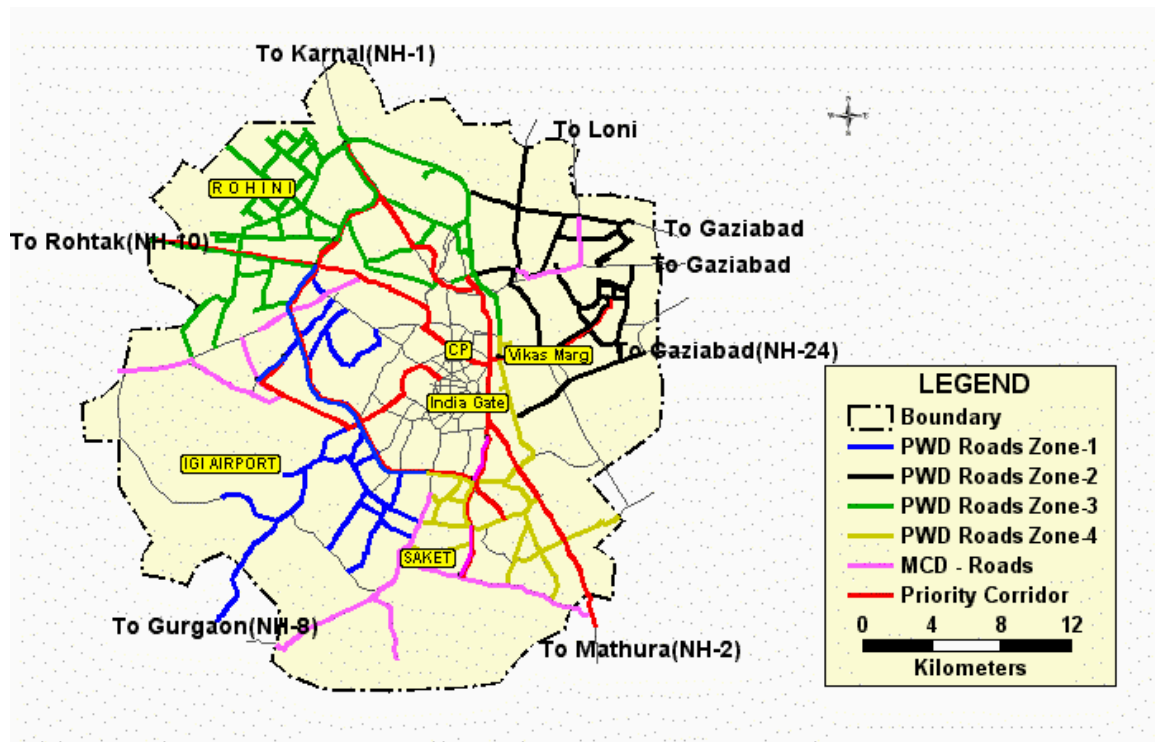 To Karnal(NH-1)
To Loni
R O H I N I
To Gaziabad
To Rohtak(NH-10)
To Gaziabad
CP
Vikas Marg
To Gaziabad(NH-24)
India Gate
IGI AIRPORT
SAKET
To Gurgaon(NH-8)
To Mathura(NH-2)
LEGEND
Boundary
PWD Roads Zone-1
PWD Roads Zone-2
PWD Roads Zone-3
PWD Roads Zone-4
MCD - Roads
Priority Corridor
0 4 8 12
Kilometers